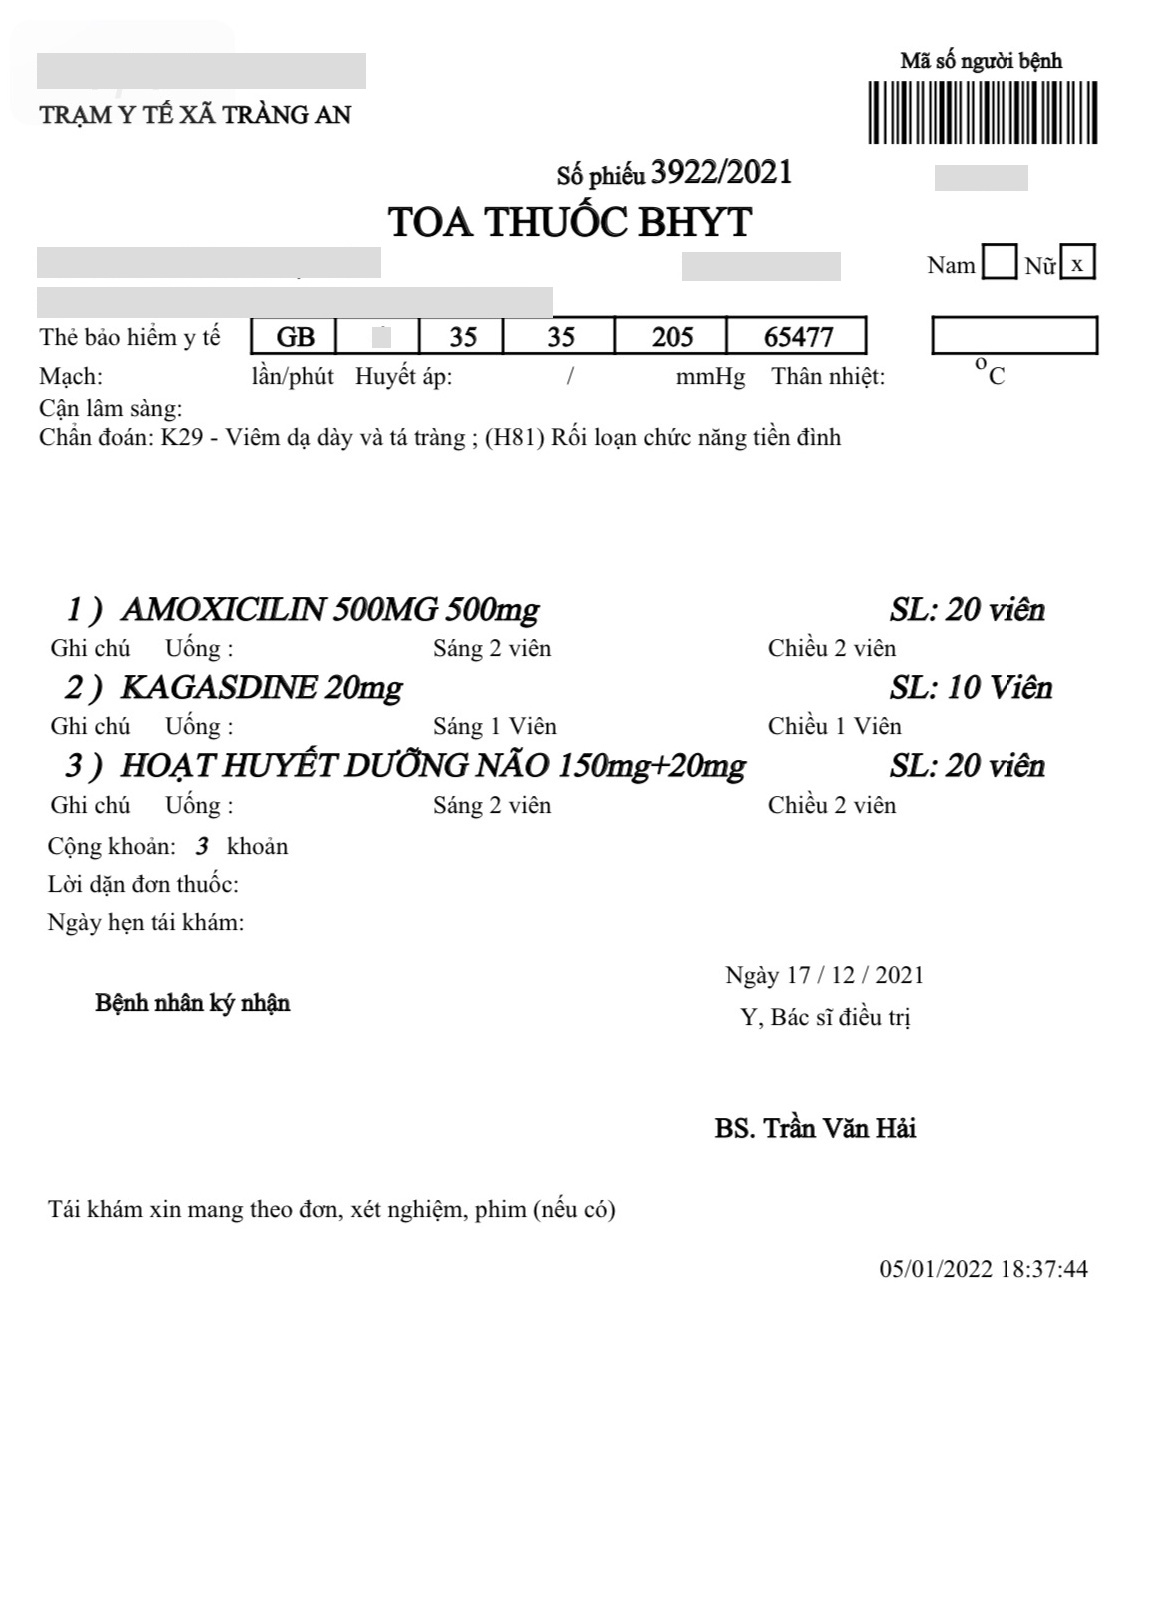 Mã số người bệnh
TRẠM Y TẾ XÃ TRÀNG AN
Số phiếu 3922/2021
TOA THUỐC BHYT
Nam Nữ x
Thẻ bảo hiểm y tế GB 35 35 205 65477
Mạch: lần/phút Huyết áp: / mmHg Thân nhiệt: °C
Cận lâm sàng:
Chẩn đoán: K29 - Viêm dạ dày và tá tràng ; (H81) Rối loạn chức năng tiền đình
1 ) AMOXICILIN 500MG 500mg SL: 20 viên
Ghi chú Uống : Sáng 2 viên Chiều 2 viên
2 ) KAGASDINE 20mg SL: 10 Viên
Ghi chú Uống : Sáng 1 Viên Chiều 1 Viên
3 ) HOẠT HUYẾT DƯỠNG NÃO 150mg+20mg SL: 20 viên
Ghi chú Uống : Sáng 2 viên Chiều 2 viên
Cộng khoản: 3 khoản
Lời dặn đơn thuốc:
Ngày hẹn tái khám:
Ngày 17 / 12 / 2021
Bệnh nhân ký nhận
Y, Bác sĩ điều trị
BS. Trần Văn Hải
Tái khám xin mang theo đơn, xét nghiệm, phim (nếu có)
05/01/2022 18:37:44